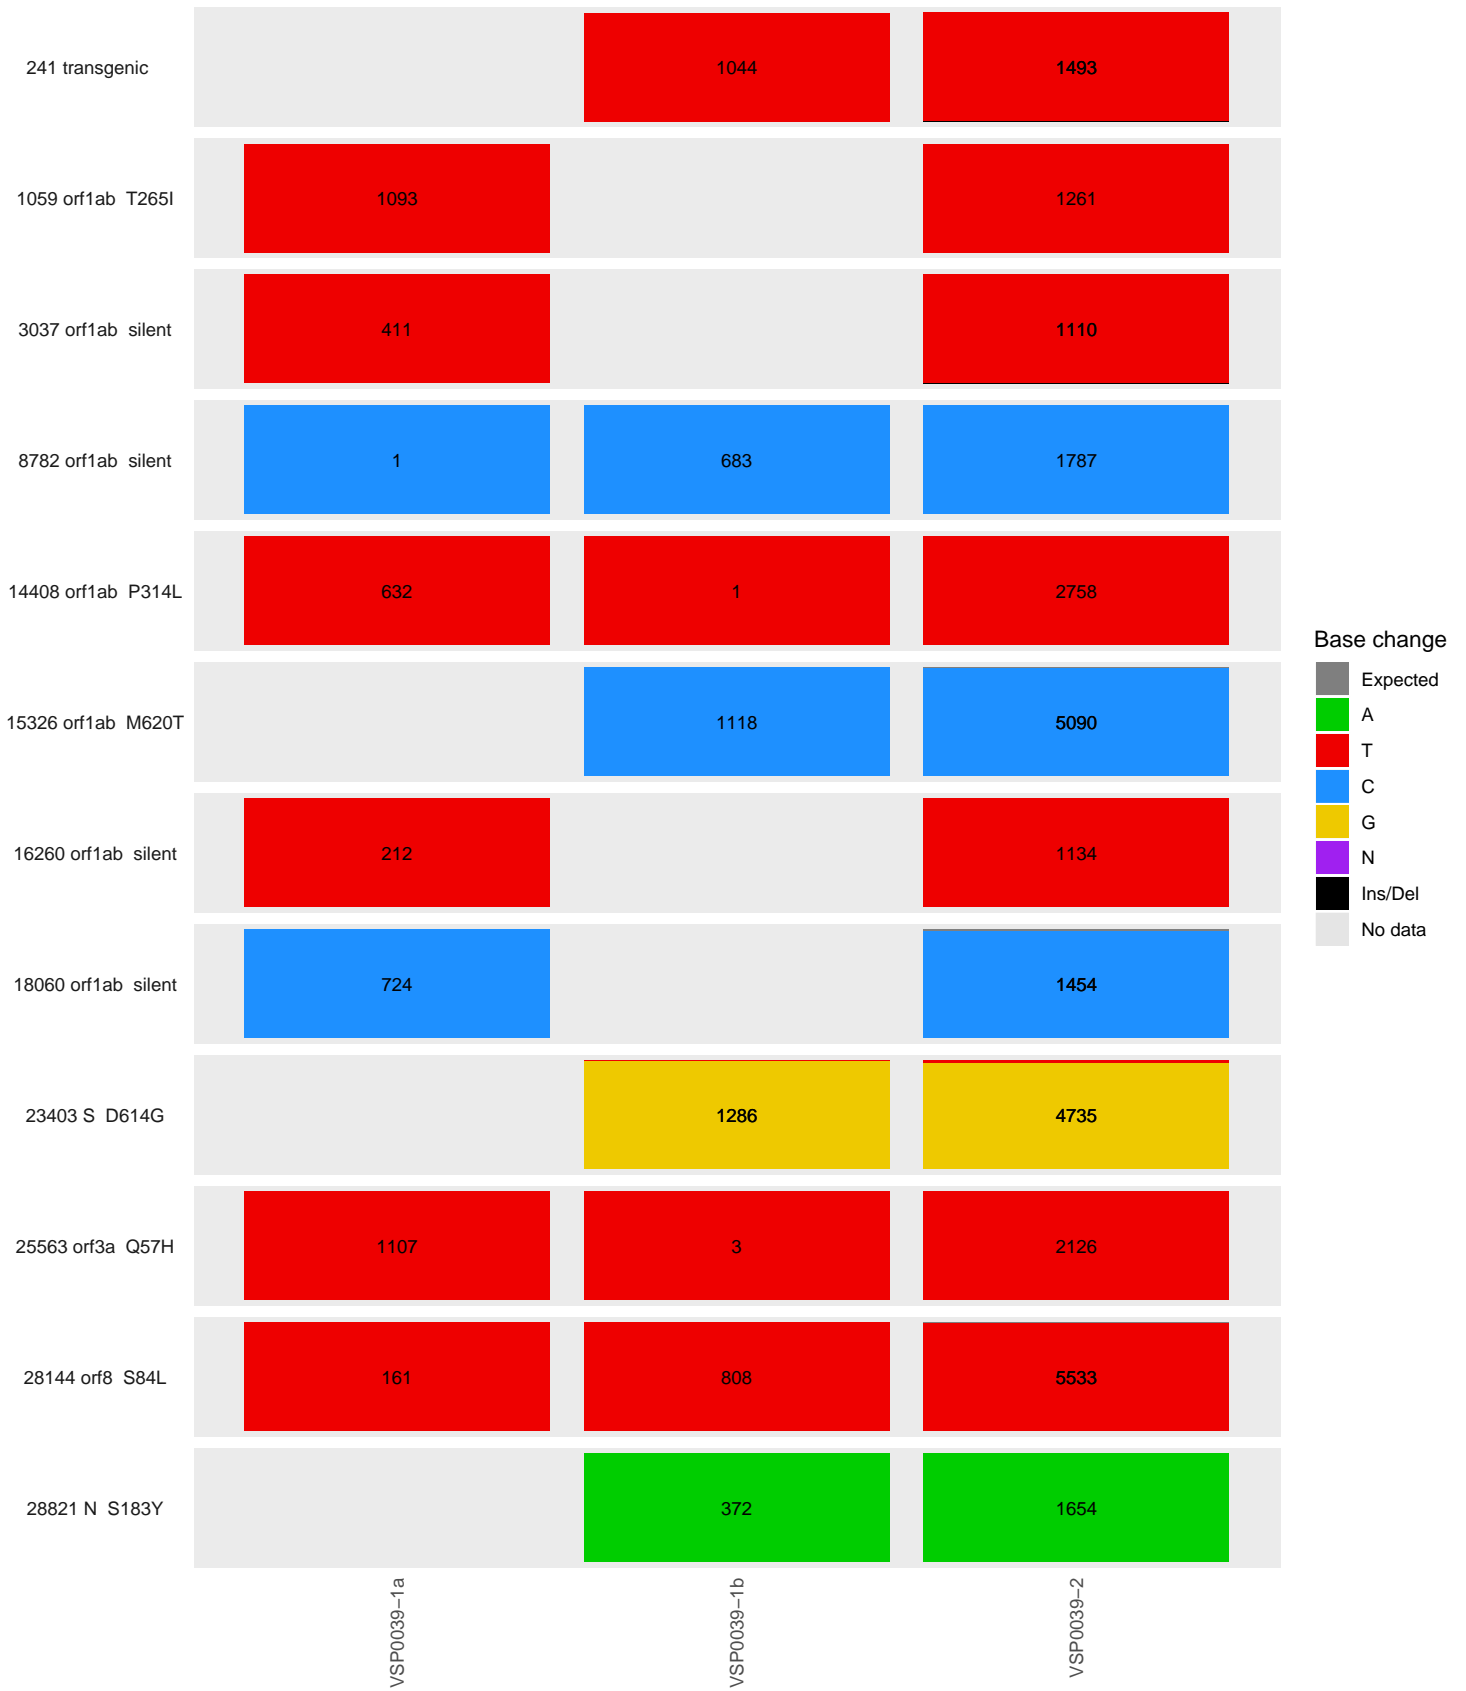 241 transgenic 1044 1493
1059 orf1ab T265I 1093 1261
3037 orf1ab silent 411 1110
8782 orf1ab silent 1 683 1787
14408 orf1ab P314L 632 1 2758
15326 orf1ab M620T 1118 5090
16260 orf1ab silent 212 1134
18060 orf1ab silent 724 1454
23403 S D614G 1286 4735
25563 orf3a Q57H 1107 3 2126
28144 orf8 S84L 161 808 5533
28821 N S183Y 372 1654
VSP0039−1a
VSP0039−1b
VSP0039−2
Base change
Expected
A
T
C
G
N
Ins/Del
No data